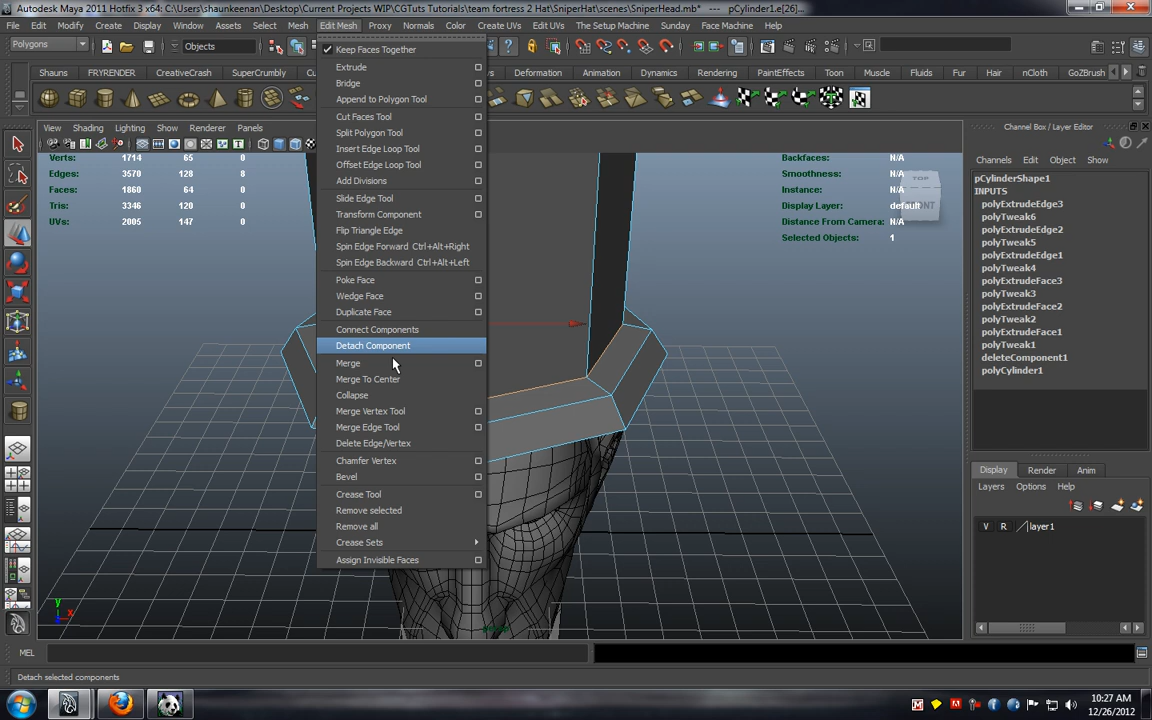 Autodesk Maya 2011 Hotfix 3 x64: C:\Users\shaunkeenan\Desktop\Current Projects WIP\CGTuts Tutorials\team fortress 2 Hat\SniperHat\scenes\SniperHead.mb* --- pCylinder1.e[26]...
File Edit Modify Create Display Window Assets Select Mesh Edit Mesh Proxy Normals Color Create UVs Edit UVs The Setup Machine Sunday Face Machine Help
Polygons Objects
Shauns FRYRENDER CreativeCrash SuperCrumbly Deformation Animation Dynamics Rendering PaintEffects Toon Muscle Fluids Fur Hair nCloth GoZBrush
View Shading Lighting Show Renderer Panels
Verts: 1714 65 0
Edges: 3570 128 8
Faces: 1860 64 0
Tris: 3346 120 0
UVs: 2005 147 0
Keep Faces Together
Extrude
Bridge
Append to Polygon Tool
Cut Faces Tool
Split Polygon Tool
Insert Edge Loop Tool
Offset Edge Loop Tool
Add Divisions
Slide Edge Tool
Transform Component
Flip Triangle Edge
Spin Edge Forward Ctrl+Alt+Right
Spin Edge Backward Ctrl+Alt+Left
Poke Face
Wedge Face
Duplicate Face
Connect Components
Detach Component
Merge
Merge To Center
Collapse
Merge Vertex Tool
Merge Edge Tool
Delete Edge/Vertex
Chamfer Vertex
Bevel
Crease Tool
Remove selected
Remove all
Crease Sets
Assign Invisible Faces
Backfaces: N/A
Smoothness: N/A
Instance: N/A
Display Layer: default
Distance From Camera: N/A
Selected Objects: 1
TOP
FRONT
y
x
persp
Channel Box / Layer Editor
Channels Edit Object Show
pCylinderShape1
INPUTS
polyExtrudeEdge3
polyTweak6
polyExtrudeEdge2
polyTweak5
polyExtrudeEdge1
polyTweak4
polyExtrudeFace3
polyTweak3
polyExtrudeFace2
polyTweak2
polyExtrudeFace1
polyTweak1
deleteComponent1
polyCylinder1
Display Render Anim
Layers Options Help
V R layer1
MEL
Detach selected components
10:27 AM
12/26/2012